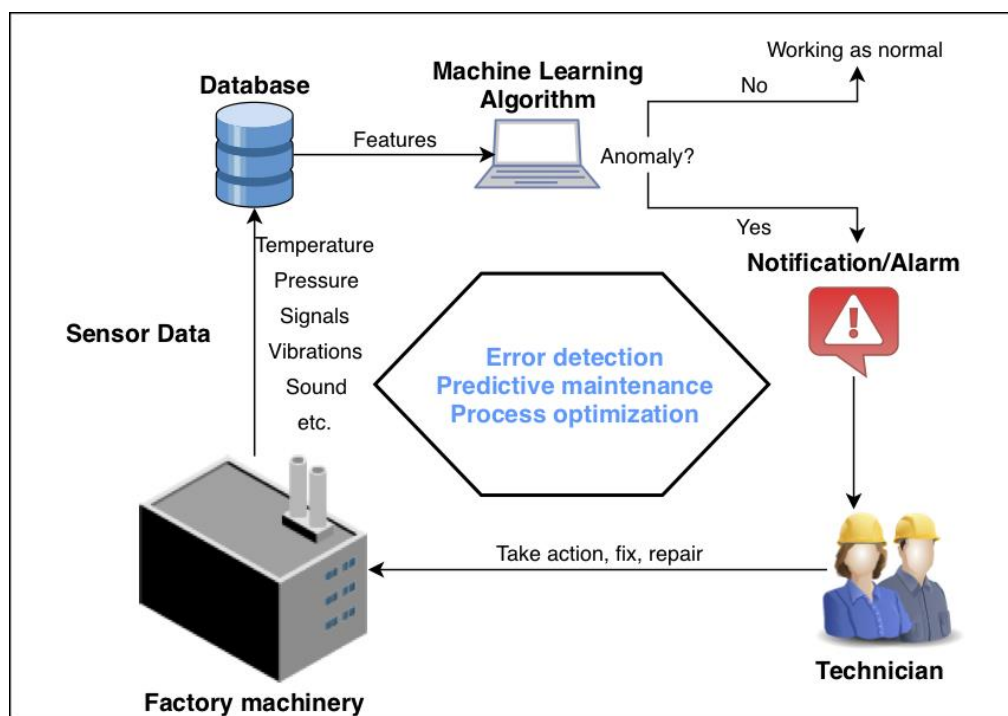 Working as normal
Machine Learning
Algorithm
Database
No
Features
Anomaly?
Yes
Temperature
Pressure
Signals
Vibrations
Sound
etc.
Sensor Data
Notification/Alarm
Error detection
Predictive maintenance
Process optimization
Take action, fix, repair
Technician
Factory machinery